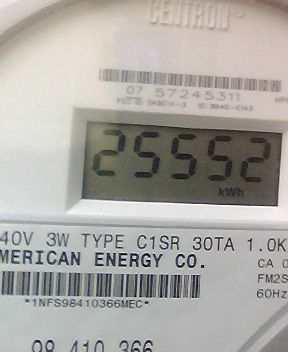 CENTRON®
07 57245311
25552
kWh
40V 3W TYPE C1SR 30TA 1.0K
MERICAN ENERGY CO.
CA 0
FM2S
60Hz
*1NFS98410366MEC*
98 410 366